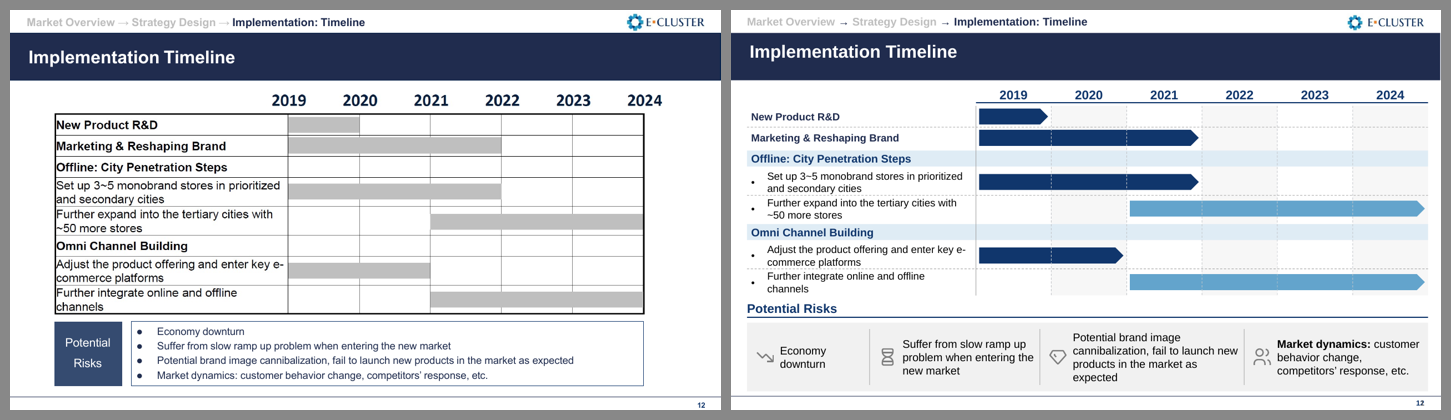 Market Overview → Strategy Design → Implementation: Timeline
E•CLUSTER
Implementation Timeline
2019 2020 2021 2022 2023 2024
New Product R&D
Marketing & Reshaping Brand
Offline: City Penetration Steps
Set up 3~5 monobrand stores in prioritized
and secondary cities
Further expand into the tertiary cities with
~50 more stores
Omni Channel Building
Adjust the product offering and enter key e-
commerce platforms
Further integrate online and offline
channels
Potential
Risks
● Economy downturn
● Suffer from slow ramp up problem when entering the new market
● Potential brand image cannibalization, fail to launch new products in the market as expected
● Market dynamics: customer behavior change, competitors’ response, etc.
12
Market Overview → Strategy Design → Implementation: Timeline
E•CLUSTER
Implementation Timeline
2019 2020 2021 2022 2023 2024
New Product R&D
Marketing & Reshaping Brand
Offline: City Penetration Steps
• Set up 3~5 monobrand stores in prioritized
and secondary cities
• Further expand into the tertiary cities with
~50 more stores
Omni Channel Building
• Adjust the product offering and enter key e-
commerce platforms
• Further integrate online and offline
channels
Potential Risks
Economy
downturn
Suffer from slow ramp up
problem when entering the
new market
Potential brand image
cannibalization, fail to launch new
products in the market as
expected
Market dynamics: customer
behavior change,
competitors’ response, etc.
12